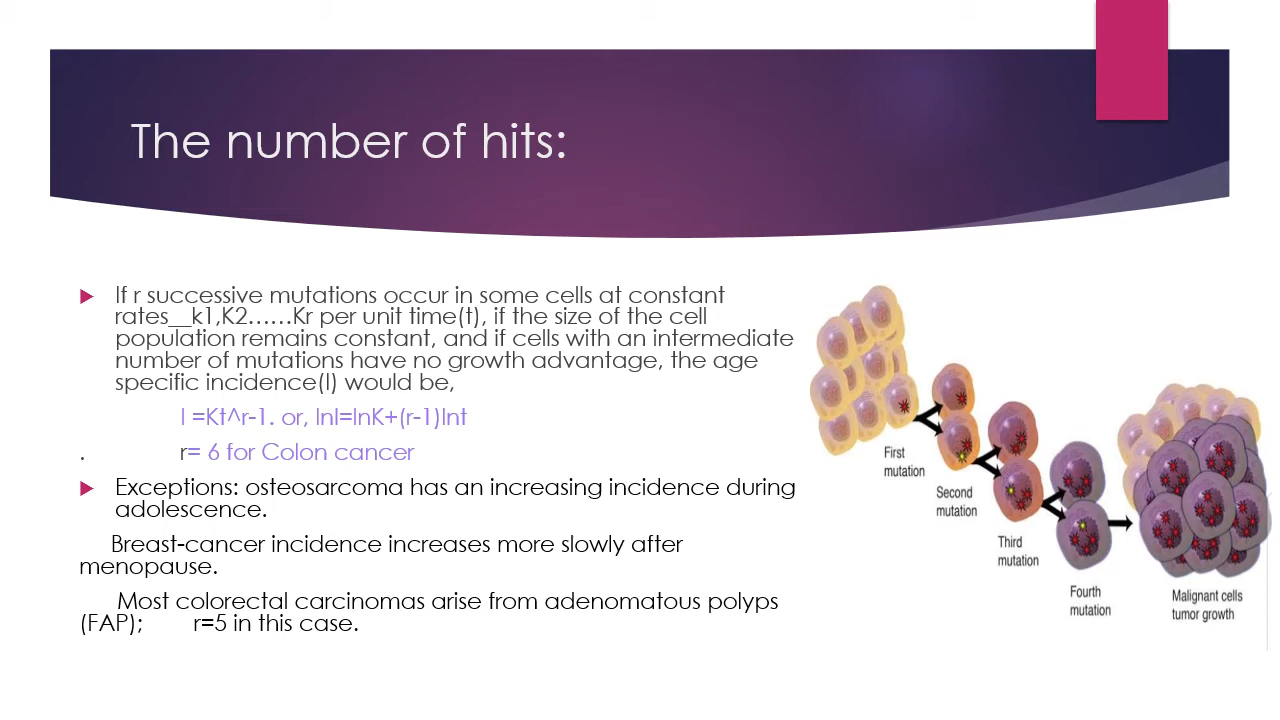 The number of hits:
If r successive mutations occur in some cells at constant
rates__k1,K2......Kr per unit time(t), if the size of the cell
population remains constant, and if cells with an intermediate
number of mutations have no growth advantage, the age
specific incidence(I) would be,
I =Kt^r-1. or, lnI=lnK+(r-1)lnt
. r= 6 for Colon cancer
Exceptions: osteosarcoma has an increasing incidence during
adolescence.
Breast-cancer incidence increases more slowly after
menopause.
Most colorectal carcinomas arise from adenomatous polyps
(FAP); r=5 in this case.
First
mutation
Second
mutation
Third
mutation
Fourth
mutation
Malignant cells
tumor growth